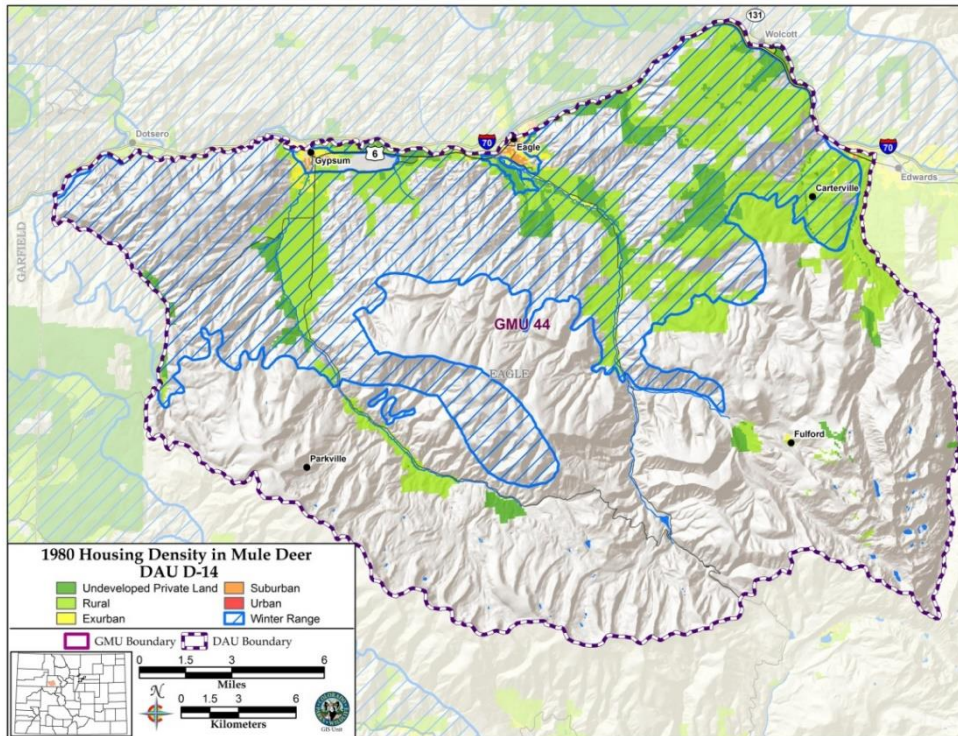 131
Wolcott
Dotsero
70
Eagle
6
Gypsum
70
Edwards
Carterville
GARFIELD
GMU 44
EAGLE
Fulford
Parkville
1980 Housing Density in Mule Deer
DAU D-14
Undeveloped Private Land
Suburban
Rural
Urban
Exurban
Winter Range
GMU Boundary
DAU Boundary
0 1.5 3 6
Miles
N
0 1.5 3 6
Kilometers
GIS Unit